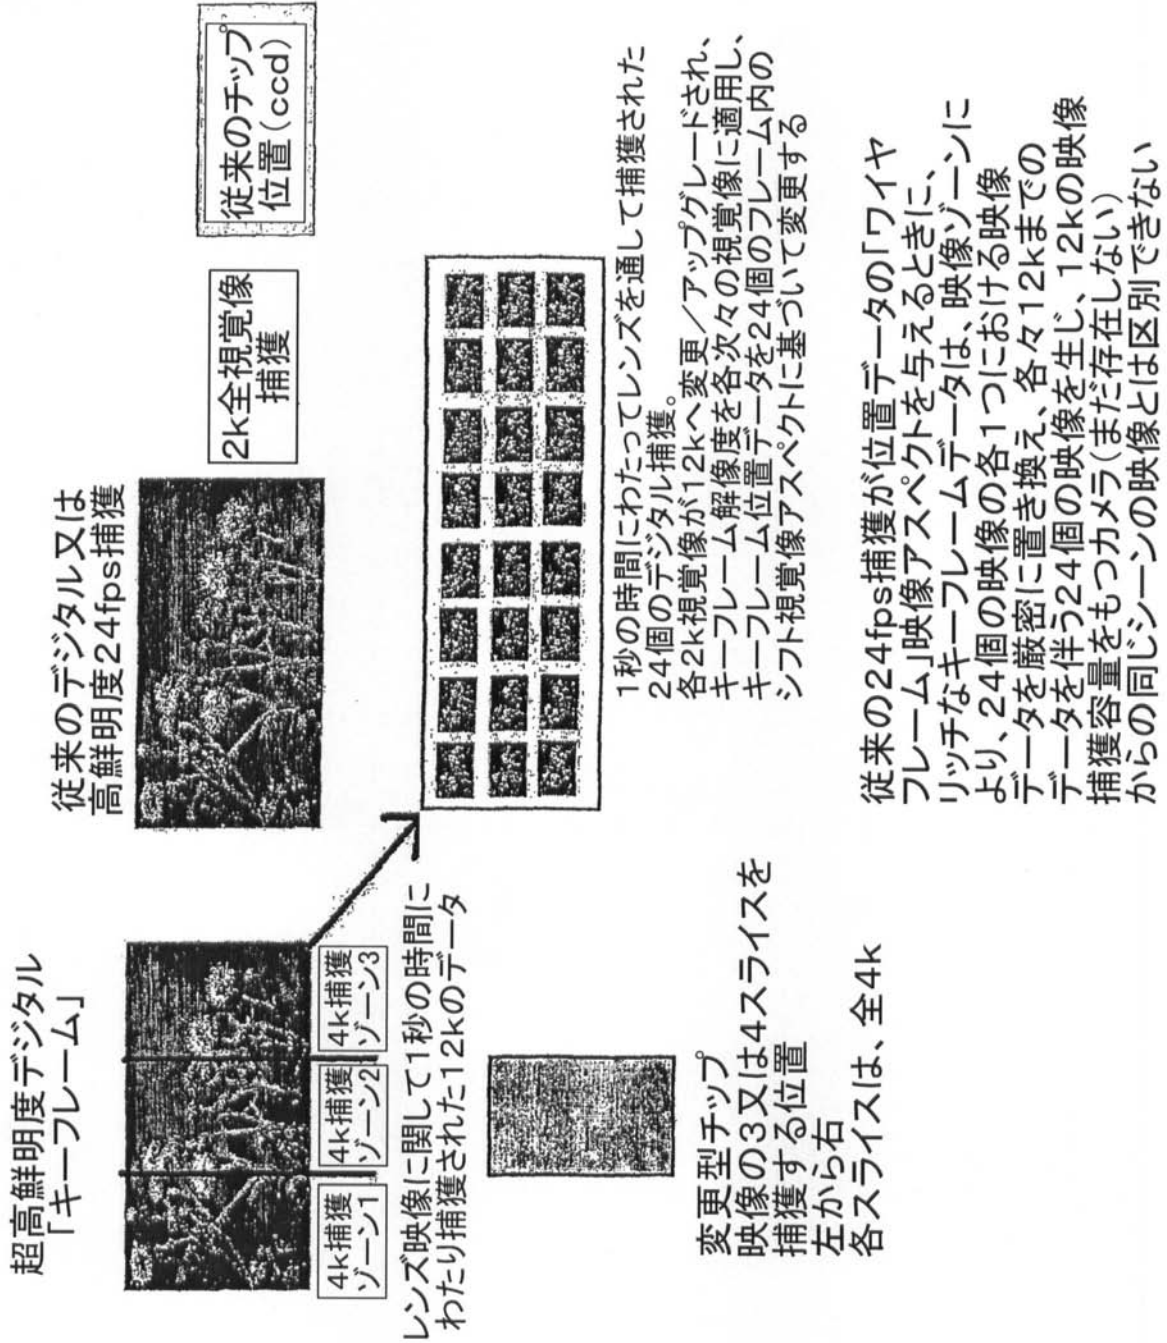 超高鮮明度デジタル
「キーフレーム」
4k捕獲
ゾーン1
4k捕獲
ゾーン2
4k捕獲
ゾーン3
レンズ映像に関して1秒の時間に
わたり捕獲された12kのデータ
変更型チップ
映像の3又は4スライスを
捕獲する位置
左から右
各スライスは、全4k
従来のデジタル又は
高鮮明度24fps捕獲
2k全視覚像
捕獲
従来のチップ
位置(ccd)
1秒の時間にわたってレンズを通して捕獲された
24個のデジタル捕獲。
各2k視覚像が12kへ変更/アップグレードされ、
キーフレーム解像度を各次々の視覚像に適用し、
キーフレーム位置データを24個のフレーム内の
シフト視覚像アスペクトに基づいて変更する
従来の24fps捕獲が位置データの「ワイヤ
フレーム」映像アスペクトを与えるときに、
リッチなキーフレームデータは、映像ゾーンに
より、24個の映像の各1つにおける映像
データを厳密に置き換え、各々12kまでの
データを伴う24個の映像を生じ、12kの映像
捕獲容量をもつカメラ(まだ存在しない)
からの同じシーンの映像とは区別できない